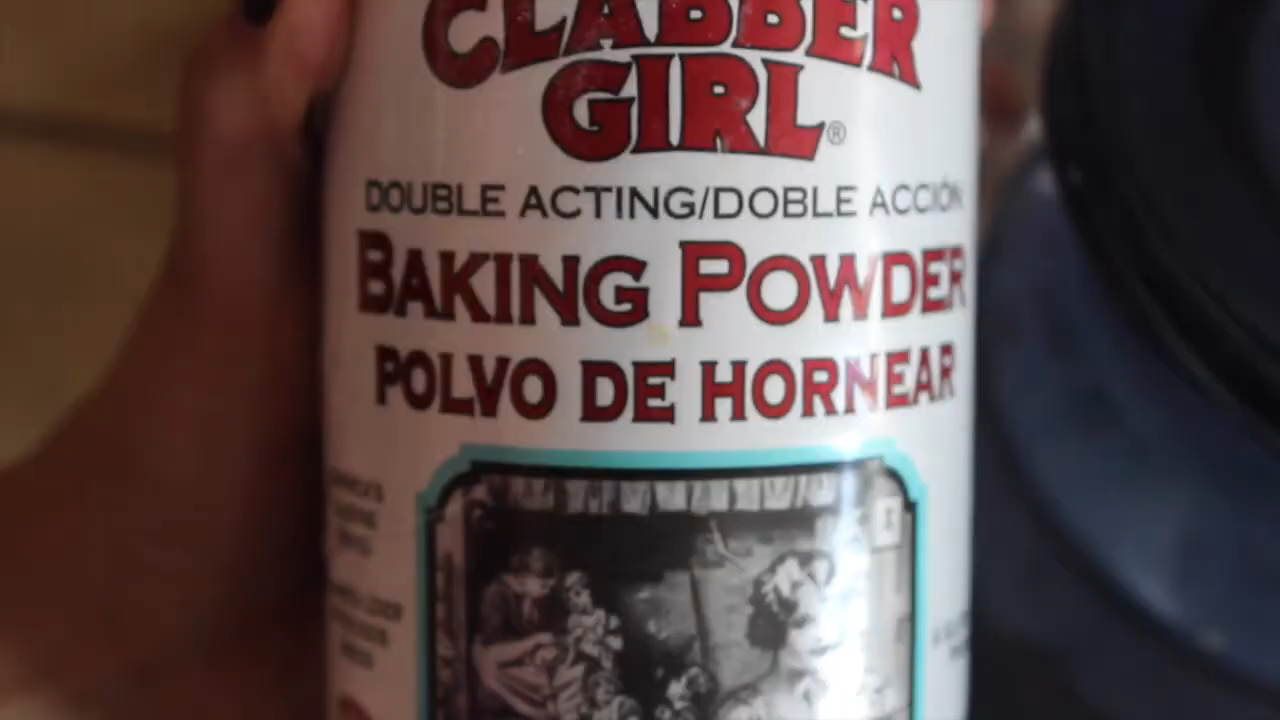 CLABBER
GIRL®
DOUBLE ACTING/DOBLE ACCIÓN
BAKING POWDER
POLVO DE HORNEAR